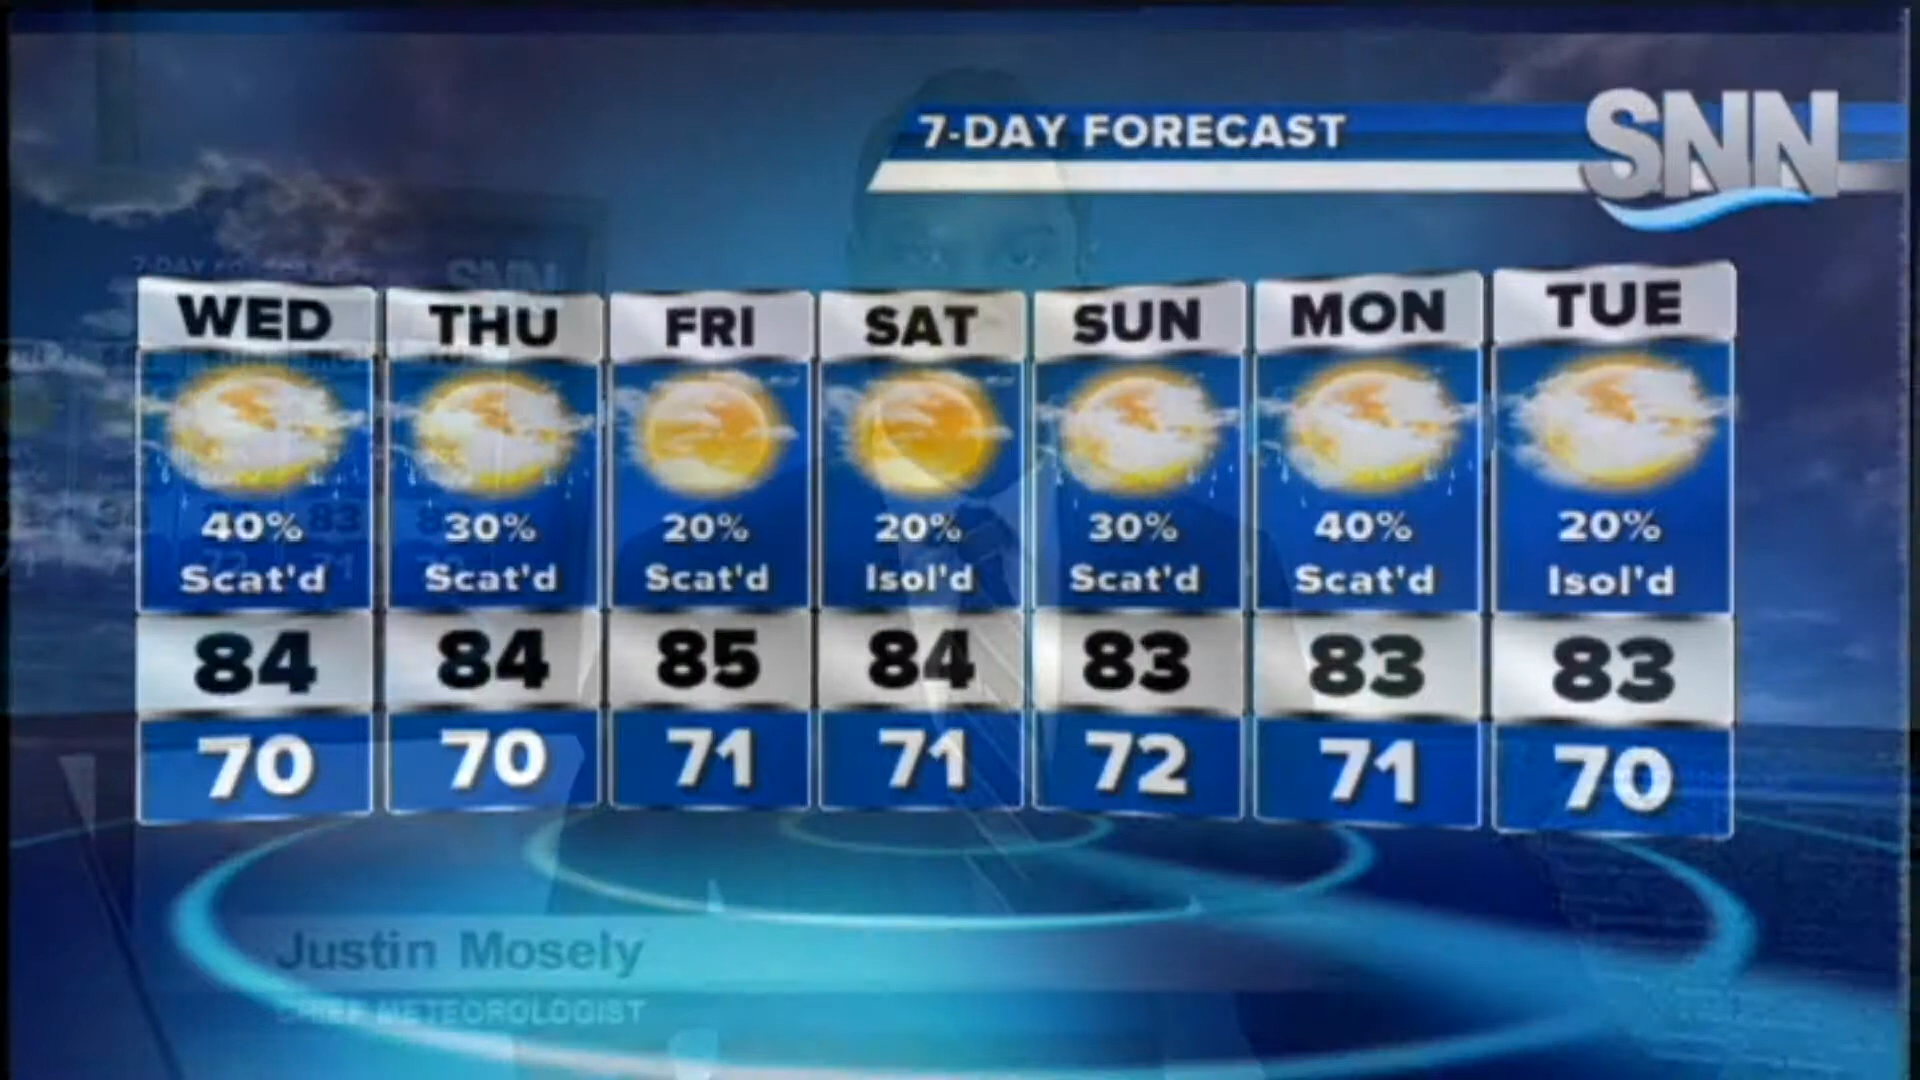 7-DAY FORECAST
SNN
WED THU FRI SAT SUN MON TUE
40% 30% 20% 20% 30% 40% 20%
Scat'd Scat'd Scat'd Isol'd Scat'd Scat'd Isol'd
84 84 85 84 83 83 83
70 70 71 71 72 71 70
Justin Mosely
CHIEF METEOROLOGIST